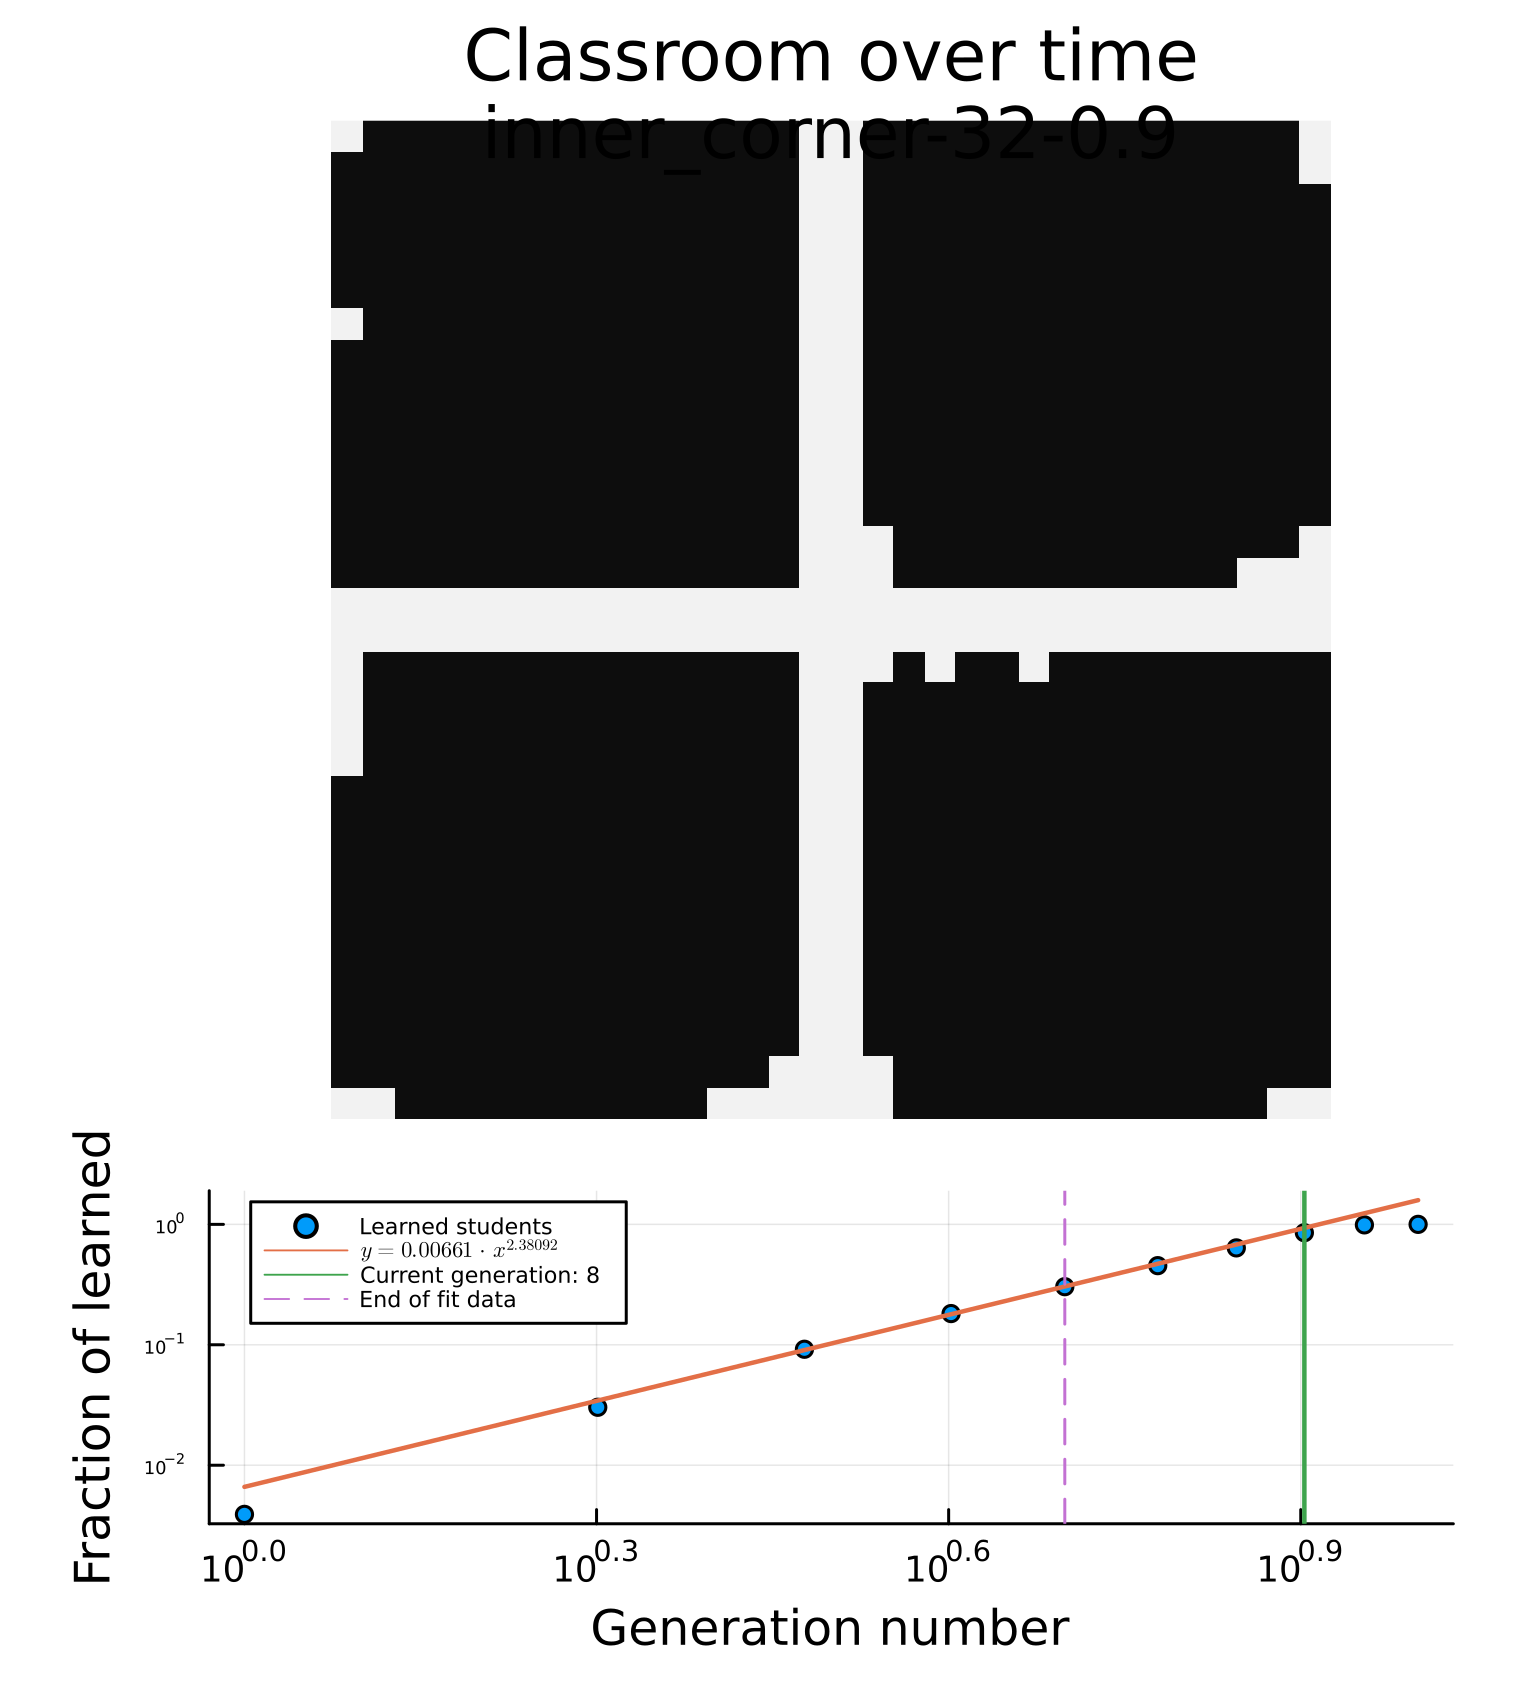 Classroom over time
inner_corner-32-0.9
Fraction of learned
10^0
10^-1
10^-2
Learned students
y = 0.00661 · x^2.38092
Current generation: 8
End of fit data
10^0.0 10^0.3 10^0.6 10^0.9
Generation number